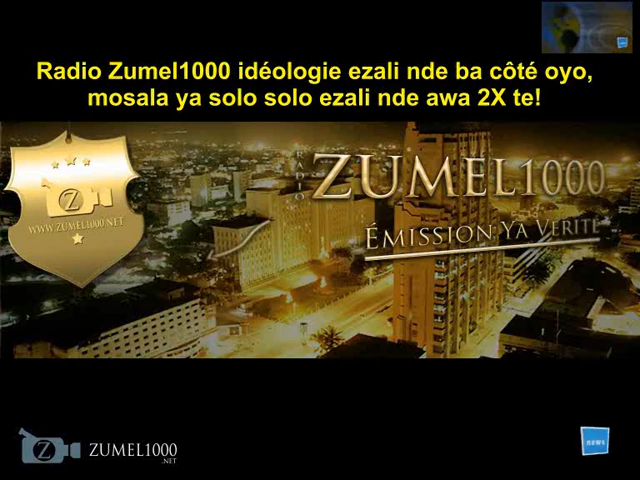 Radio Zumel1000 idéologie ezali nde ba côté oyo,
mosala ya solo solo ezali nde awa 2X te!
RADIO
ZUMEL1000
ÉMISSION YA VERITE
Z
WWW.ZUMEL1000.NET
Z ZUMEL1000
.NET
news